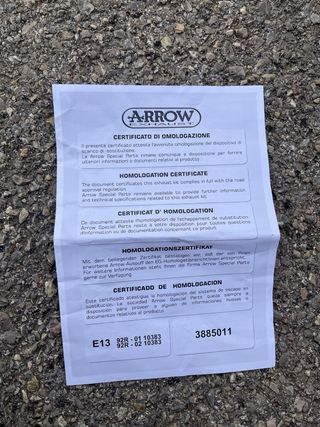 ARROW
EXHAUST
CERTIFICATO DI OMOLOGAZIONE
Il presente certificato attesta l'avvenuta omologazione del dispositivo di
scarico di sostituzione.
La Arrow Special Parts rimane comunque a disposizione per fornire
ulteriori informazioni e documenti relativi al prodotto.
HOMOLOGATION CERTIFICATE
The document certificates this exhaust kit complies in full with the road
approval regulation.
Arrow Special Parts remains available to provide further information
and technical specifications related to this exhaust kit.
CERTIFICAT D' HOMOLOGATION
Ce document atteste l'homologation de l'echappement de substitution.
Arrow Special Parts reste à votre disposition pour toutes questions
d'information ou de documentation concernant ce produit.
HOMOLOGATIONSZERTIFIKAT
Mit dem beiliegenden Zertifikat bestätigen wir daß der von Ihnen
erworbene Arrow-Auspuff den EG-Homologationsrichtlinien entspricht.
Für weitere Informationen steht Ihnen die Firma Arrow Special Parts
gerne zur Verfügung.
CERTIFICADO DE HOMOLOGACION
Este certificado atestigua la homologación del sistema de escape en
sustitución. La sociedad Arrow Special Parts queda siempre a
disposición para proveer a alguien de informaciones nuevas o
documentos relativos al producto.
E13 92R - 01 10383
92R - 02 10383
3885011